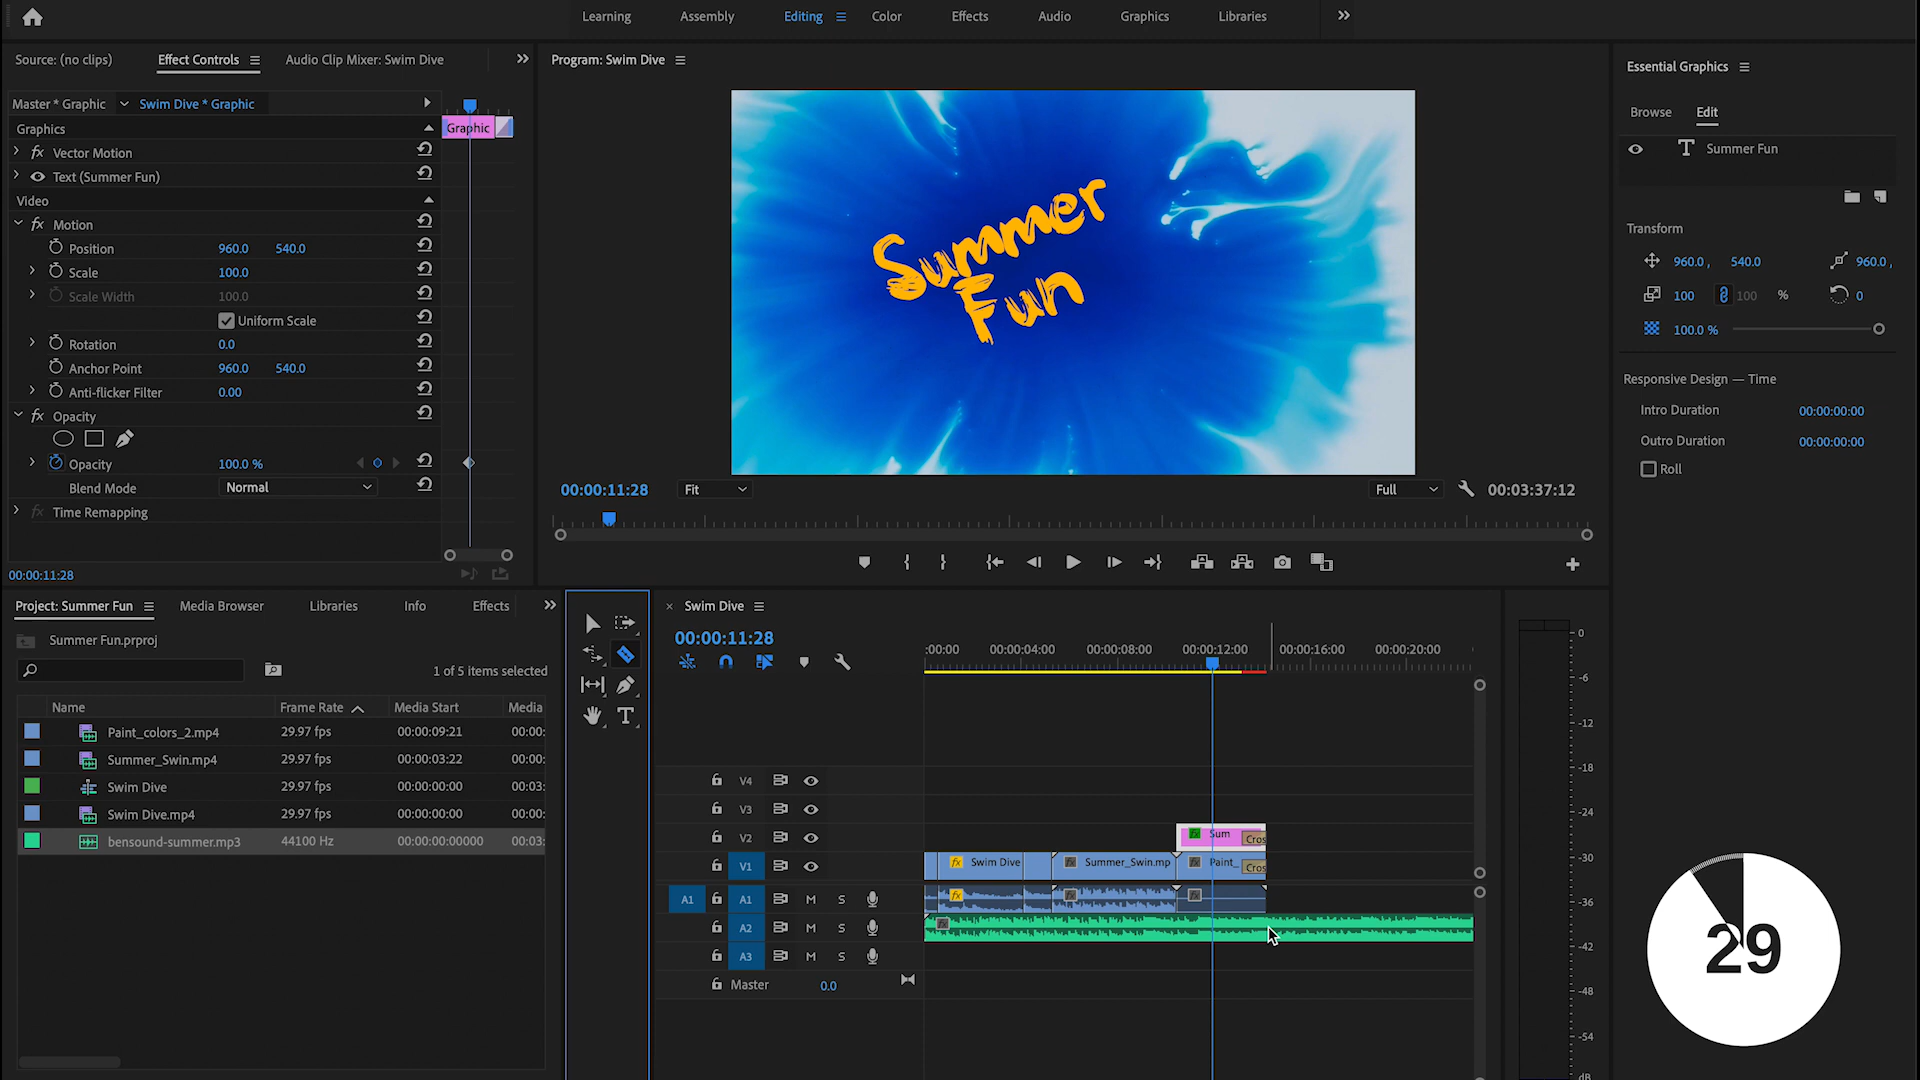 Learning Assembly Editing Color Effects Audio Graphics Libraries
Source: (no clips) Effect Controls Audio Clip Mixer: Swim Dive
Master * Graphic Swim Dive * Graphic
Graphic
Graphics
fx Vector Motion
Text (Summer Fun)
Video
fx Motion
Position 960.0 540.0
Scale 100.0
Scale Width 100.0
Uniform Scale
Rotation 0.0
Anchor Point 960.0 540.0
Anti-flicker Filter 0.00
fx Opacity
Opacity 100.0 %
Blend Mode Normal
fx Time Remapping
00:00:11:28
Program: Swim Dive
Summer
Fun
00:00:11:28 Fit Full 00:03:37:12
Essential Graphics
Browse Edit
T Summer Fun
Transform
960.0 , 540.0 960.0 ,
100 100 % 0
100.0 %
Responsive Design — Time
Intro Duration 00:00:00:00
Outro Duration 00:00:00:00
Roll
Project: Summer Fun Media Browser Libraries Info Effects
Summer Fun.prproj
1 of 5 items selected
Name Frame Rate Media Start Media
Paint_colors_2.mp4 29.97 fps 00:00:09:21 00:00:
Summer_Swin.mp4 29.97 fps 00:00:03:22 00:00:
Swim Dive 29.97 fps 00:00:00:00 00:03:
Swim Dive.mp4 29.97 fps 00:00:00:00 00:00:
bensound-summer.mp3 44100 Hz 00:00:00:00000 00:03:
T
× Swim Dive
00:00:11:28
:00:00 00:00:04:00 00:00:08:00 00:00:12:00 00:00:16:00 00:00:20:00
V4
V3
V2 fx Sum Cros
V1 fx Swim Dive fx Summer_Swin.mp fx Paint_ Cros
A1 A1 M S fx fx fx
A2 M S fx
A3 M S
Master 0.0
0
-6
-12
-18
-24
-30
-36
-42
-48
-54
dB
29